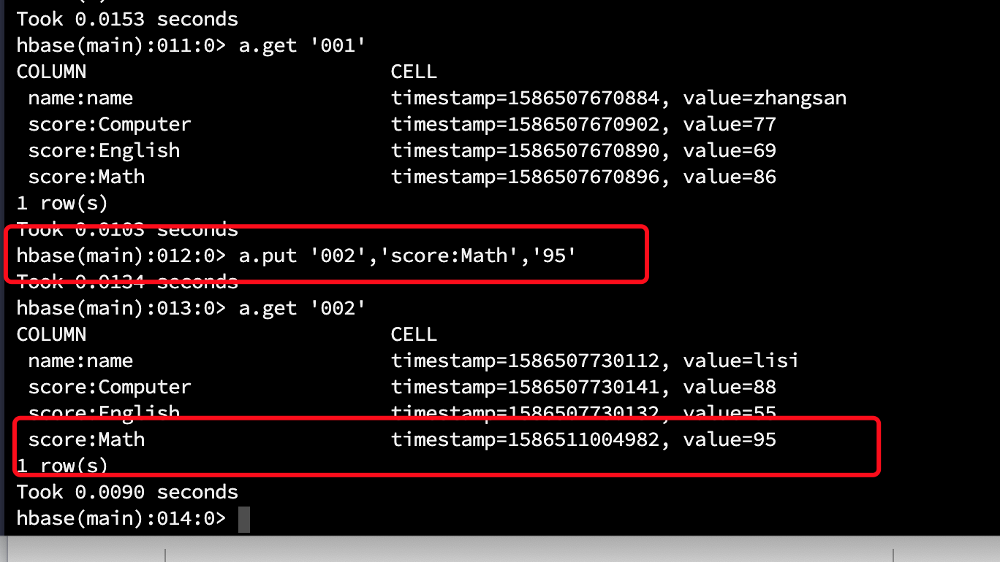 Took 0.0153 seconds
hbase(main):011:0> a.get '001'
COLUMN CELL
name:name timestamp=1586507670884, value=zhangsan
score:Computer timestamp=1586507670902, value=77
score:English timestamp=1586507670890, value=69
score:Math timestamp=1586507670896, value=86
1 row(s)
Took 0.0103 seconds
hbase(main):012:0> a.put '002','score:Math','95'
Took 0.0134 seconds
hbase(main):013:0> a.get '002'
COLUMN CELL
name:name timestamp=1586507730112, value=lisi
score:Computer timestamp=1586507730141, value=88
score:English timestamp=1586507730132, value=55
score:Math timestamp=1586511004982, value=95
1 row(s)
Took 0.0090 seconds
hbase(main):014:0>